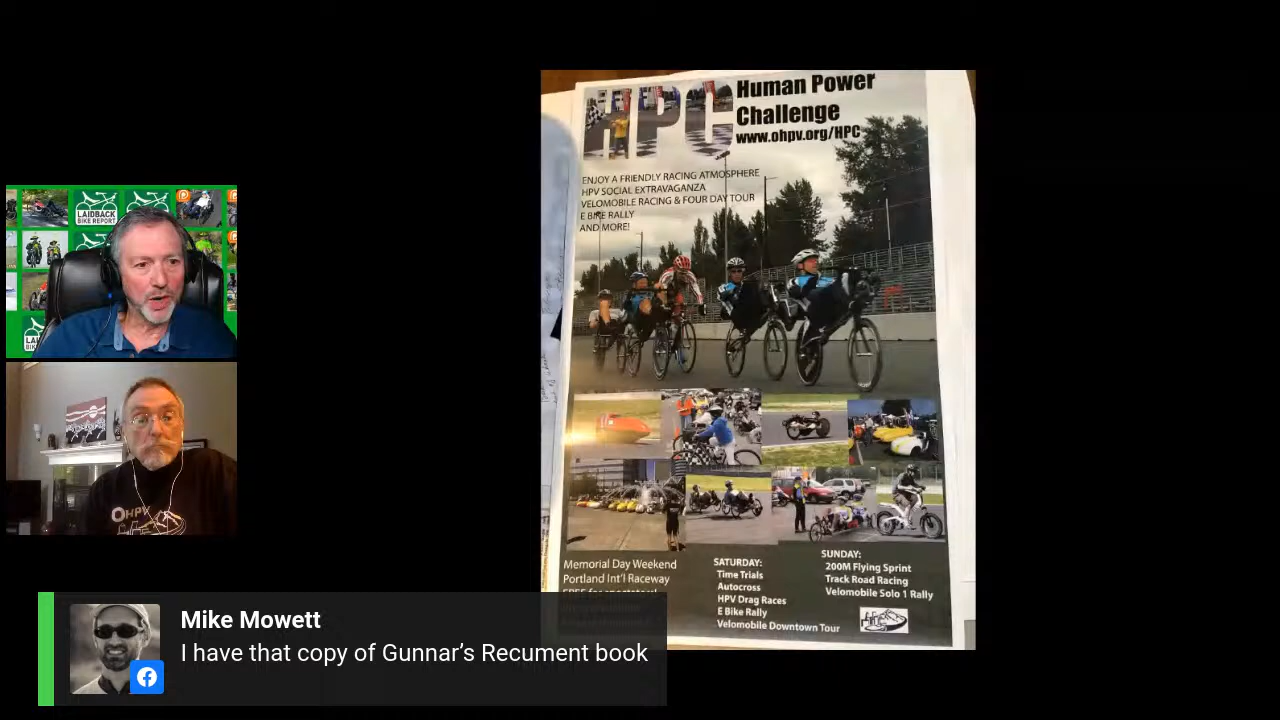 LAIDBACK
BIKE REPORT
OHPV
HPC
Human Power
Challenge
www.ohpv.org/HPC
ENJOY A FRIENDLY RACING ATMOSPHERE
HPV SOCIAL EXTRAVAGANZA
VELOMOBILE RACING & FOUR DAY TOUR
E BIKE RALLY
AND MORE!
Memorial Day Weekend
Portland Int'l Raceway
SATURDAY:
Time Trials
Autocross
HPV Drag Races
E Bike Rally
Velomobile Downtown Tour
SUNDAY:
200M Flying Sprint
Track Road Racing
Velomobile Solo 1 Rally
Mike Mowett
I have that copy of Gunnar's Recument book